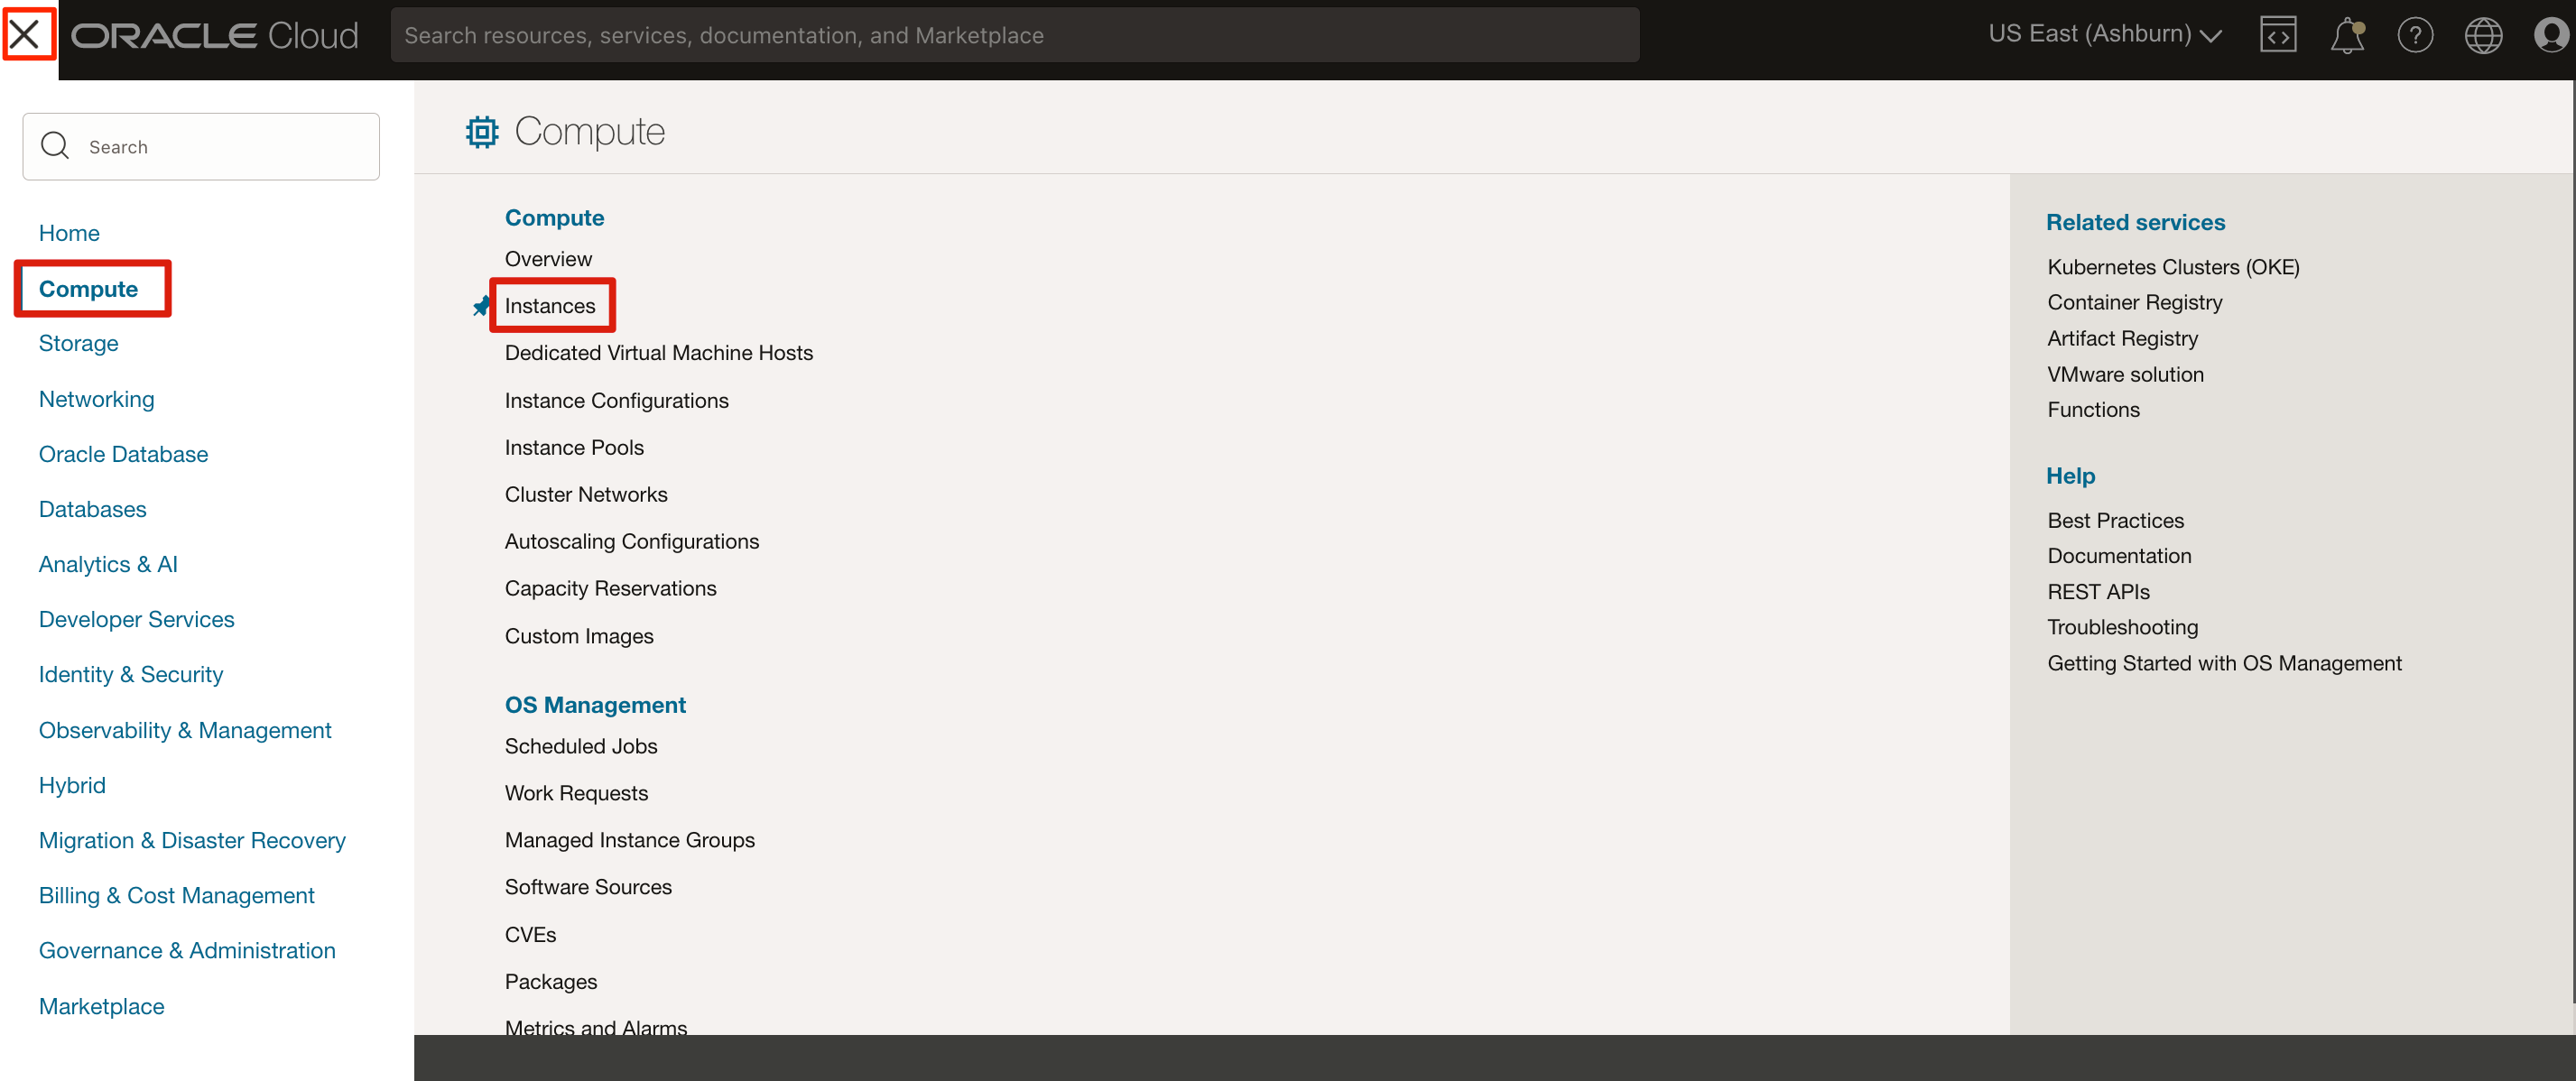 ORACLE Cloud
Search resources, services, documentation, and Marketplace
US East (Ashburn)
Search
Home
Compute
Storage
Networking
Oracle Database
Databases
Analytics & AI
Developer Services
Identity & Security
Observability & Management
Hybrid
Migration & Disaster Recovery
Billing & Cost Management
Governance & Administration
Marketplace
Compute
Compute
Overview
Instances
Dedicated Virtual Machine Hosts
Instance Configurations
Instance Pools
Cluster Networks
Autoscaling Configurations
Capacity Reservations
Custom Images
OS Management
Scheduled Jobs
Work Requests
Managed Instance Groups
Software Sources
CVEs
Packages
Metrics and Alarms
Related services
Kubernetes Clusters (OKE)
Container Registry
Artifact Registry
VMware solution
Functions
Help
Best Practices
Documentation
REST APIs
Troubleshooting
Getting Started with OS Management